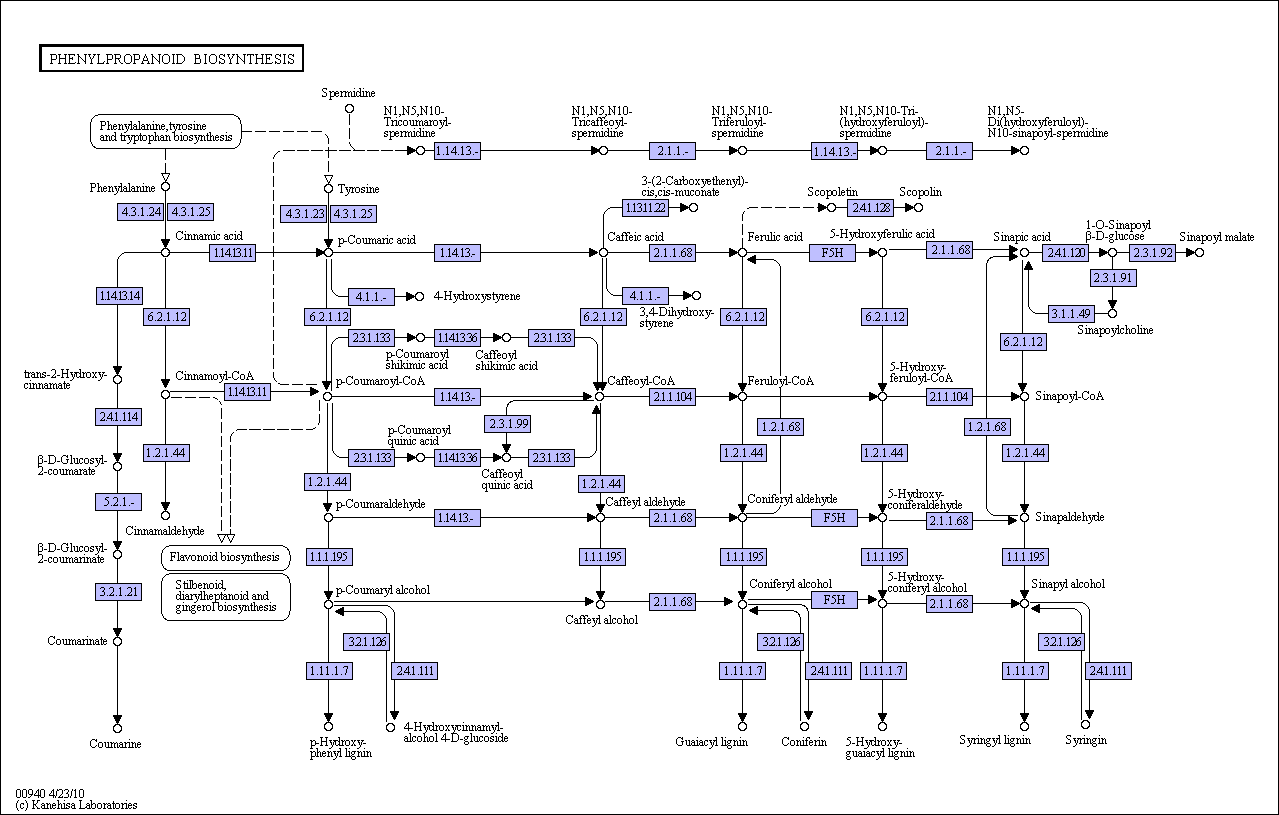 PHENYLPROPANOID BIOSYNTHESIS
Spermidine
N1,N5,N10-
Tricoumaroyl-
spermidine
N1,N5,N10-
Tricaffeoyl-
spermidine
N1,N5,N10-
Triferuloyl-
spermidine
N1,N5,N10-Tri-
(hydroxyferuloyl)-
spermidine
N1,N5-
Di(hydroxyferuloyl)-
N10-sinapoyl-spermidine
Phenylalanine,tyrosine
and tryptophan biosynthesis
1.14.13.-
2.1.1.-
1.14.13.-
2.1.1.-
Phenylalanine
Tyrosine
3-(2-Carboxyethenyl)-
cis,cis-muconate
Scopoletin
Scopolin
4.3.1.24
4.3.1.25
4.3.1.23
4.3.1.25
1.13.11.22
2.4.1.128
Cinnamic acid
p-Coumaric acid
Caffeic acid
Ferulic acid
5-Hydroxyferulic acid
Sinapic acid
1-O-Sinapoyl
β-D-glucose
Sinapoyl malate
1.14.13.11
1.14.13.-
2.1.1.68
F5H
2.1.1.68
2.4.1.120
2.3.1.92
2.3.1.91
1.14.13.14
4.1.1.-
4-Hydroxystyrene
4.1.1.-
3,4-Dihydroxy-
styrene
3.1.1.49
Sinapoylcholine
6.2.1.12
6.2.1.12
6.2.1.12
6.2.1.12
6.2.1.12
6.2.1.12
2.3.1.133
1.14.13.36
2.3.1.133
p-Coumaroyl
shikimic acid
Caffeoyl
shikimic acid
trans-2-Hydroxy-
cinnamate
Cinnamoyl-CoA
p-Coumaroyl-CoA
Caffeoyl-CoA
Feruloyl-CoA
5-Hydroxy-
feruloyl-CoA
Sinapoyl-CoA
1.14.13.11
1.14.13.-
2.1.1.104
2.1.1.104
2.4.1.114
2.3.1.99
1.2.1.68
1.2.1.68
p-Coumaroyl
quinic acid
1.2.1.44
2.3.1.133
1.14.13.36
2.3.1.133
1.2.1.44
1.2.1.44
1.2.1.44
β-D-Glucosyl-
2-coumarate
Caffeoyl
quinic acid
1.2.1.44
1.2.1.44
5.2.1.-
p-Coumaraldehyde
Caffeyl aldehyde
Coniferyl aldehyde
5-Hydroxy-
coniferaldehyde
Sinapaldehyde
1.14.13.-
2.1.1.68
F5H
2.1.1.68
Cinnamaldehyde
β-D-Glucosyl-
2-coumarinate
Flavonoid biosynthesis
1.1.1.195
1.1.1.195
1.1.1.195
1.1.1.195
1.1.1.195
Stilbenoid,
diarylheptanoid and
gingerol biosynthesis
3.2.1.21
p-Coumaryl alcohol
Caffeyl alcohol
Coniferyl alcohol
5-Hydroxy-
coniferyl alcohol
Sinapyl alcohol
2.1.1.68
F5H
2.1.1.68
Coumarinate
3.2.1.126
3.2.1.126
3.2.1.126
1.11.1.7
2.4.1.111
1.11.1.7
2.4.1.111
1.11.1.7
1.11.1.7
2.4.1.111
Coumarine
p-Hydroxy-
phenyl lignin
4-Hydroxycinnamyl-
alcohol 4-D-glucoside
Guaiacyl lignin
Coniferin
5-Hydroxy-
guaiacyl lignin
Syringyl lignin
Syringin
00940 4/23/10
(c) Kanehisa Laboratories